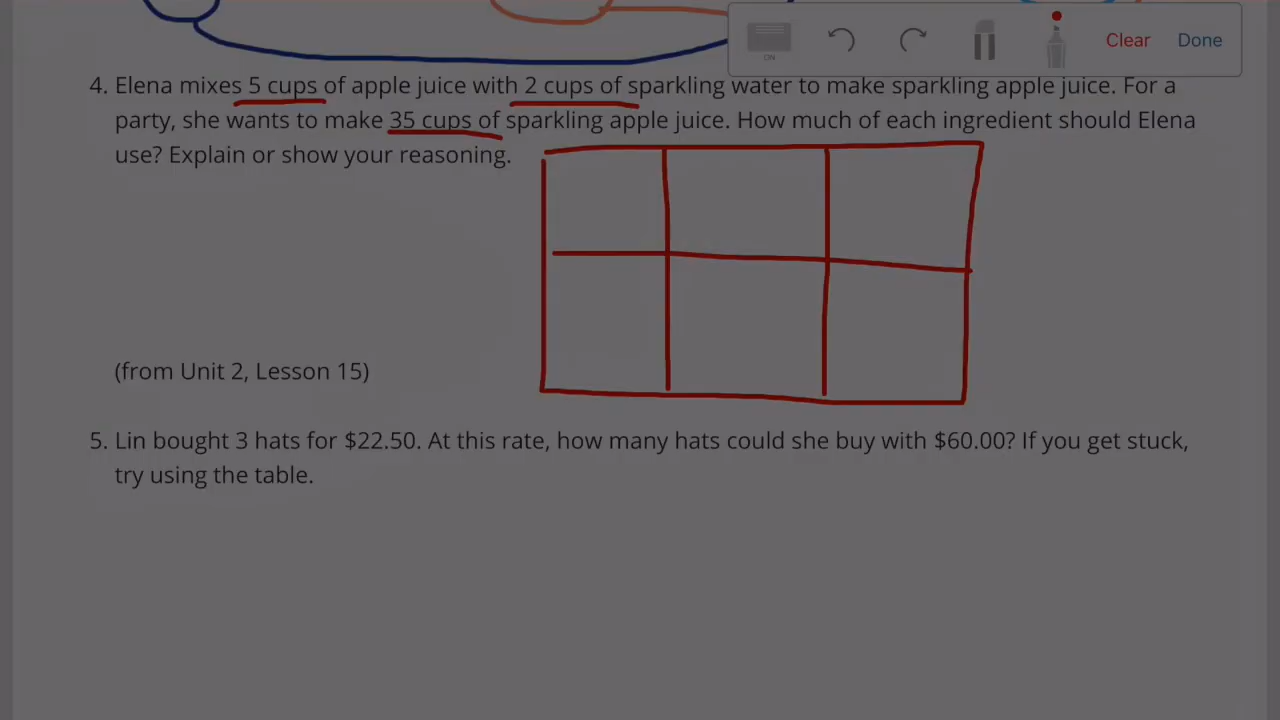 ON
Clear
Done
4. Elena mixes 5 cups of apple juice with 2 cups of sparkling water to make sparkling apple juice. For a
party, she wants to make 35 cups of sparkling apple juice. How much of each ingredient should Elena
use? Explain or show your reasoning.
(from Unit 2, Lesson 15)
5. Lin bought 3 hats for $22.50. At this rate, how many hats could she buy with $60.00? If you get stuck,
try using the table.